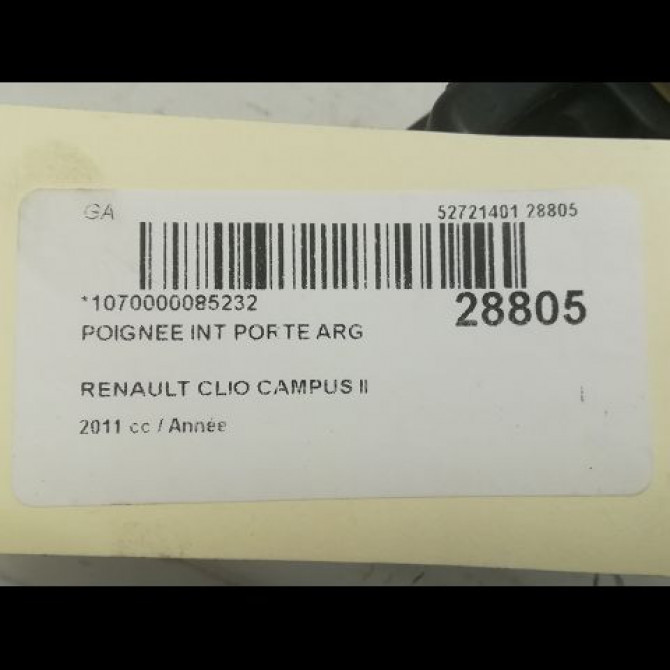 GA 52721401 28805
*1070000085232 28805
POIGNEE INT PORTE ARG
RENAULT CLIO CAMPUS II
2011 cc / Année